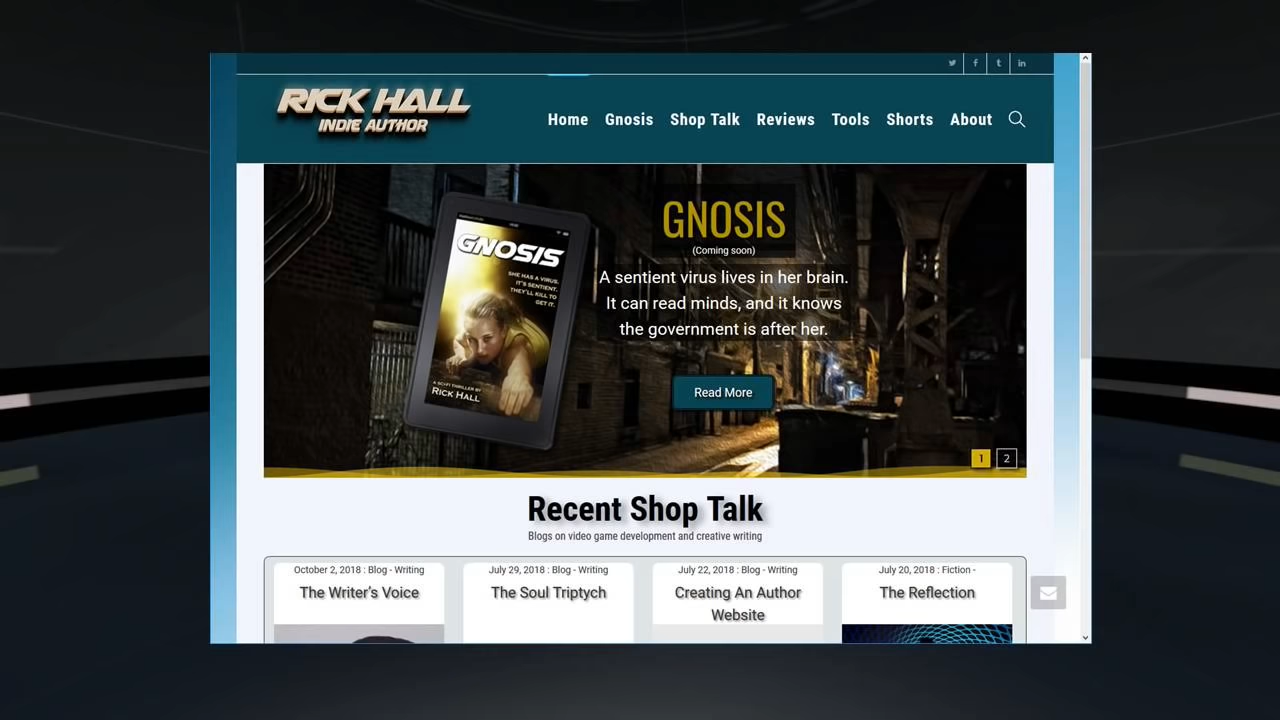 RICK HALL
INDIE AUTHOR
Home Gnosis Shop Talk Reviews Tools Shorts About
GNOSIS
(Coming soon)
A sentient virus lives in her brain.
It can read minds, and it knows
the government is after her.
Read More
GNOSIS
SHE HAS A VIRUS.
IT'S SENTIENT.
THEY'LL KILL TO
GET IT.
A SCI-FI THRILLER BY
RICK HALL
1 2
Recent Shop Talk
Blogs on video game development and creative writing
October 2, 2018 : Blog - Writing
The Writer's Voice
July 29, 2018 : Blog - Writing
The Soul Triptych
July 22, 2018 : Blog - Writing
Creating An Author
Website
July 20, 2018 : Fiction -
The Reflection